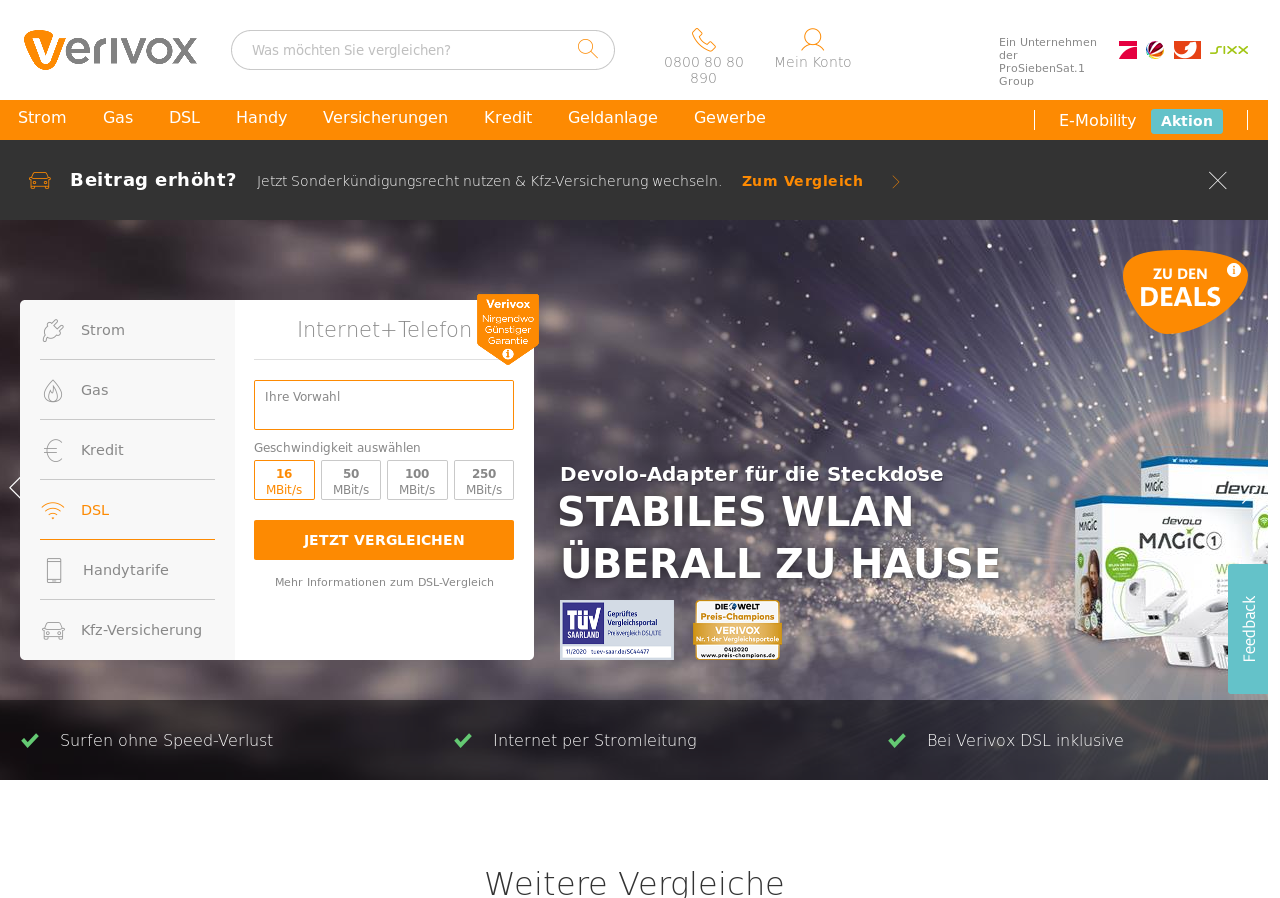 Verivox
Was möchten Sie vergleichen?
0800 80 80
890
Mein Konto
Ein Unternehmen
der
ProSiebenSat.1
Group
sixx
Strom
Gas
DSL
Handy
Versicherungen
Kredit
Geldanlage
Gewerbe
E-Mobility
Aktion
Beitrag erhöht?
Jetzt Sonderkündigungsrecht nutzen & Kfz-Versicherung wechseln.
Zum Vergleich
ZU DEN
DEALS
Strom
Gas
Kredit
DSL
Handytarife
Kfz-Versicherung
Internet+Telefon
Verivox
Nirgendwo
Günstiger
Garantie
Ihre Vorwahl
Geschwindigkeit auswählen
16
MBit/s
50
MBit/s
100
MBit/s
250
MBit/s
JETZT VERGLEICHEN
Mehr Informationen zum DSL-Vergleich
Devolo-Adapter für die Steckdose
STABILES WLAN
ÜBERALL ZU HAUSE
TÜV
SAARLAND
Geprüftes
Vergleichsportal
Preisvergleich DSL/LTE
11/2020 tuev-saar.de/SC44477
DIE WELT
Preis-Champions
VERIVOX
Nr. 1 der Vergleichsportale
04|2020
www.preis-champions.de
devolo
MAGIC
devolo
MAGIC 1
Feedback
Surfen ohne Speed-Verlust
Internet per Stromleitung
Bei Verivox DSL inklusive
Weitere Vergleiche